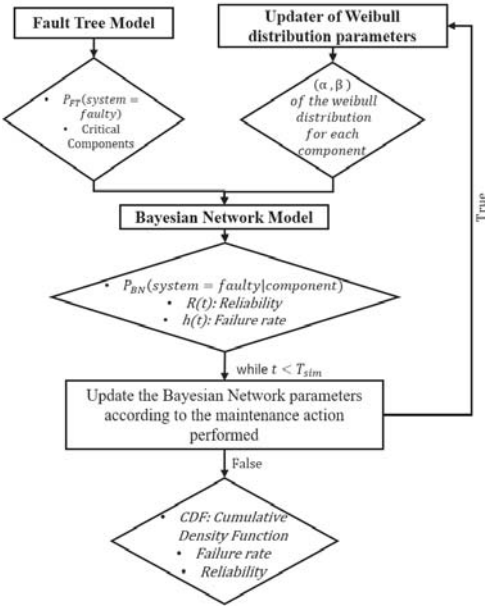 Fault Tree Model
Updater of Weibull
distribution parameters
• P_FT(system =
faulty)
• Critical
Components
(α,β)
of the weibull
distribution
for each
component
True
Bayesian Network Model
• P_BN(system = faulty|component)
• R(t): Reliability
• h(t): Failure rate
while t < T_sim
Update the Bayesian Network parameters
according to the maintenance action
performed
False
• CDF: Cumulative
Density Function
• Failure rate
• Reliability